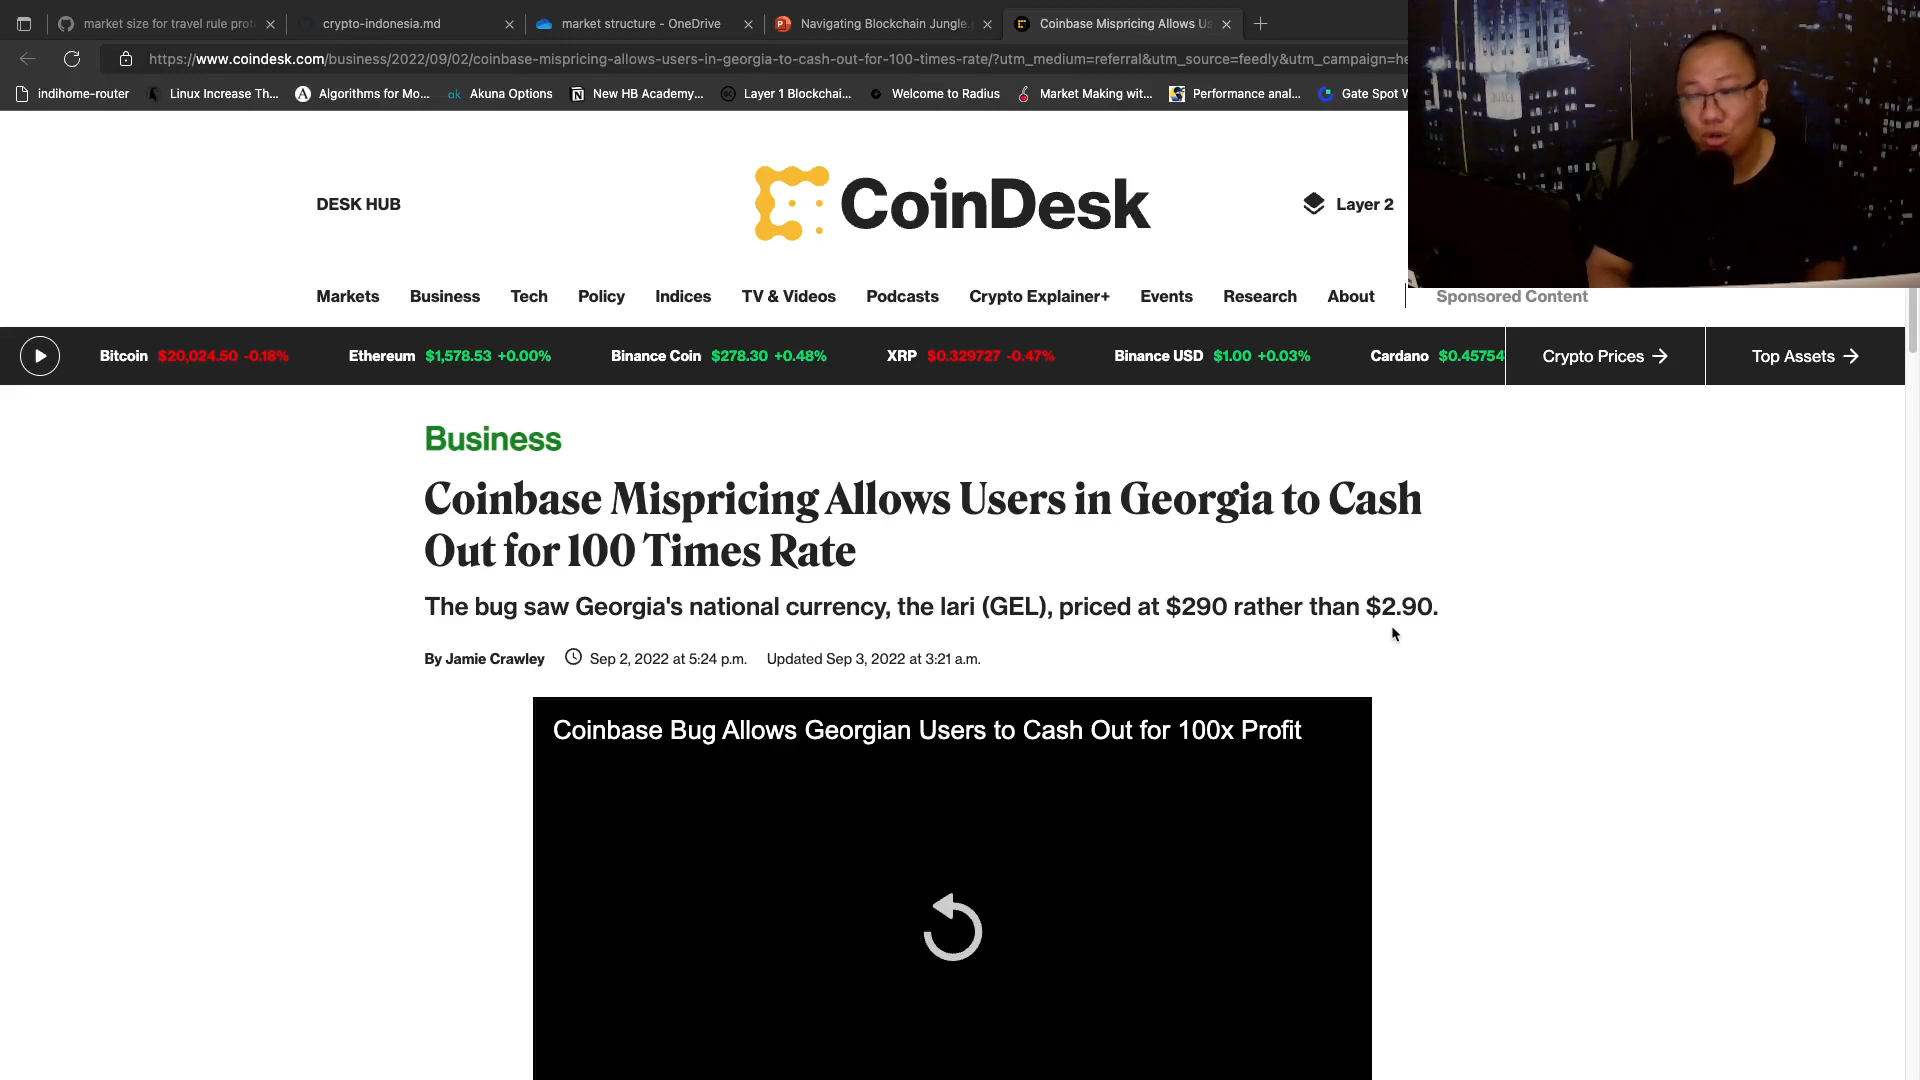 market size for travel rule prot
crypto-indonesia.md
market structure - OneDrive
Navigating Blockchain Jungle.
Coinbase Mispricing Allows Us
https://www.coindesk.com/business/2022/09/02/coinbase-mispricing-allows-users-in-georgia-to-cash-out-for-100-times-rate/?utm_medium=referral&utm_source=feedly&utm_campaign=he
indihome-router
Linux Increase Th...
Algorithms for Mo...
ak Akuna Options
New HB Academy...
Layer 1 Blockchai...
Welcome to Radius
Market Making wit...
Performance anal...
Gate Spot W
DESK HUB
CoinDesk
Layer 2
Markets Business Tech Policy Indices TV & Videos Podcasts Crypto Explainer+ Events Research About Sponsored Content
Bitcoin $20,024.50 -0.18% Ethereum $1,578.53 +0.00% Binance Coin $278.30 +0.48% XRP $0.329727 -0.47% Binance USD $1.00 +0.03% Cardano $0.45754 Crypto Prices → Top Assets →
Business
Coinbase Mispricing Allows Users in Georgia to Cash
Out for 100 Times Rate
The bug saw Georgia's national currency, the lari (GEL), priced at $290 rather than $2.90.
By Jamie Crawley Sep 2, 2022 at 5:24 p.m. Updated Sep 3, 2022 at 3:21 a.m.
Coinbase Bug Allows Georgian Users to Cash Out for 100x Profit